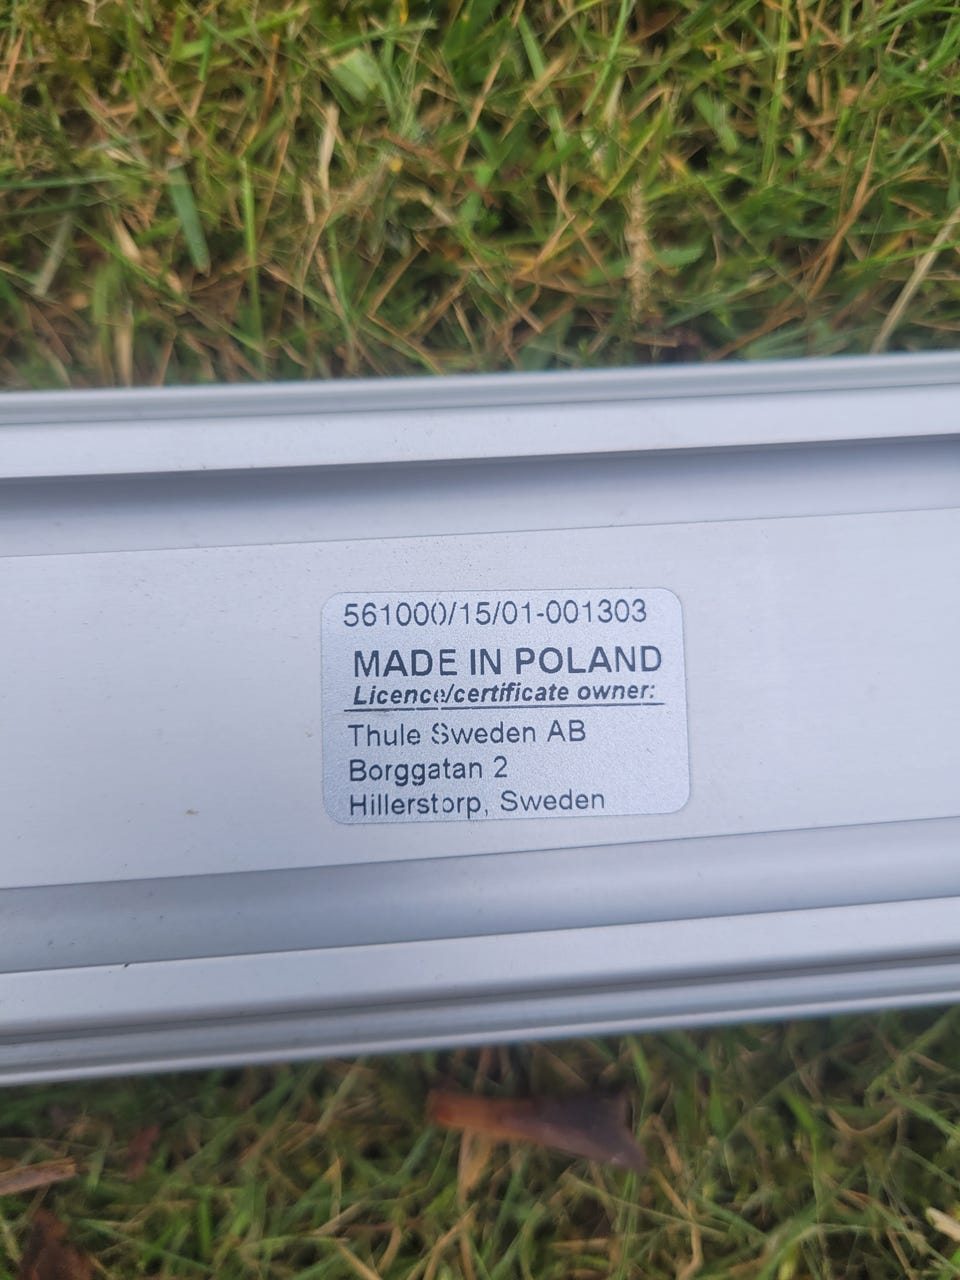 561000/15/01-001303
MADE IN POLAND
Licence/certificate owner:
Thule Sweden AB
Borggatan 2
Hillerstorp, Sweden